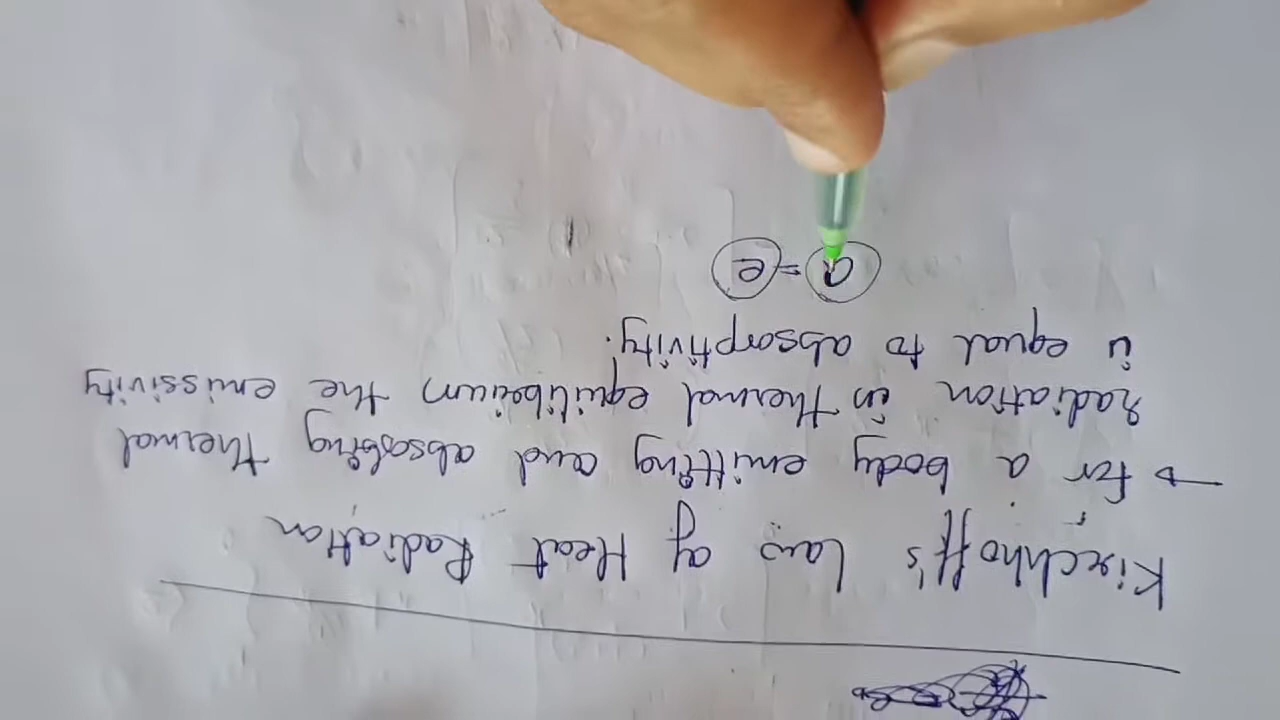 Kirchhoff's Law of Heat Radiation
→ for a body emitting and absorbing thermal
Radiation in thermal equilibrium the emissivity
is equal to absorptivity.
a = e